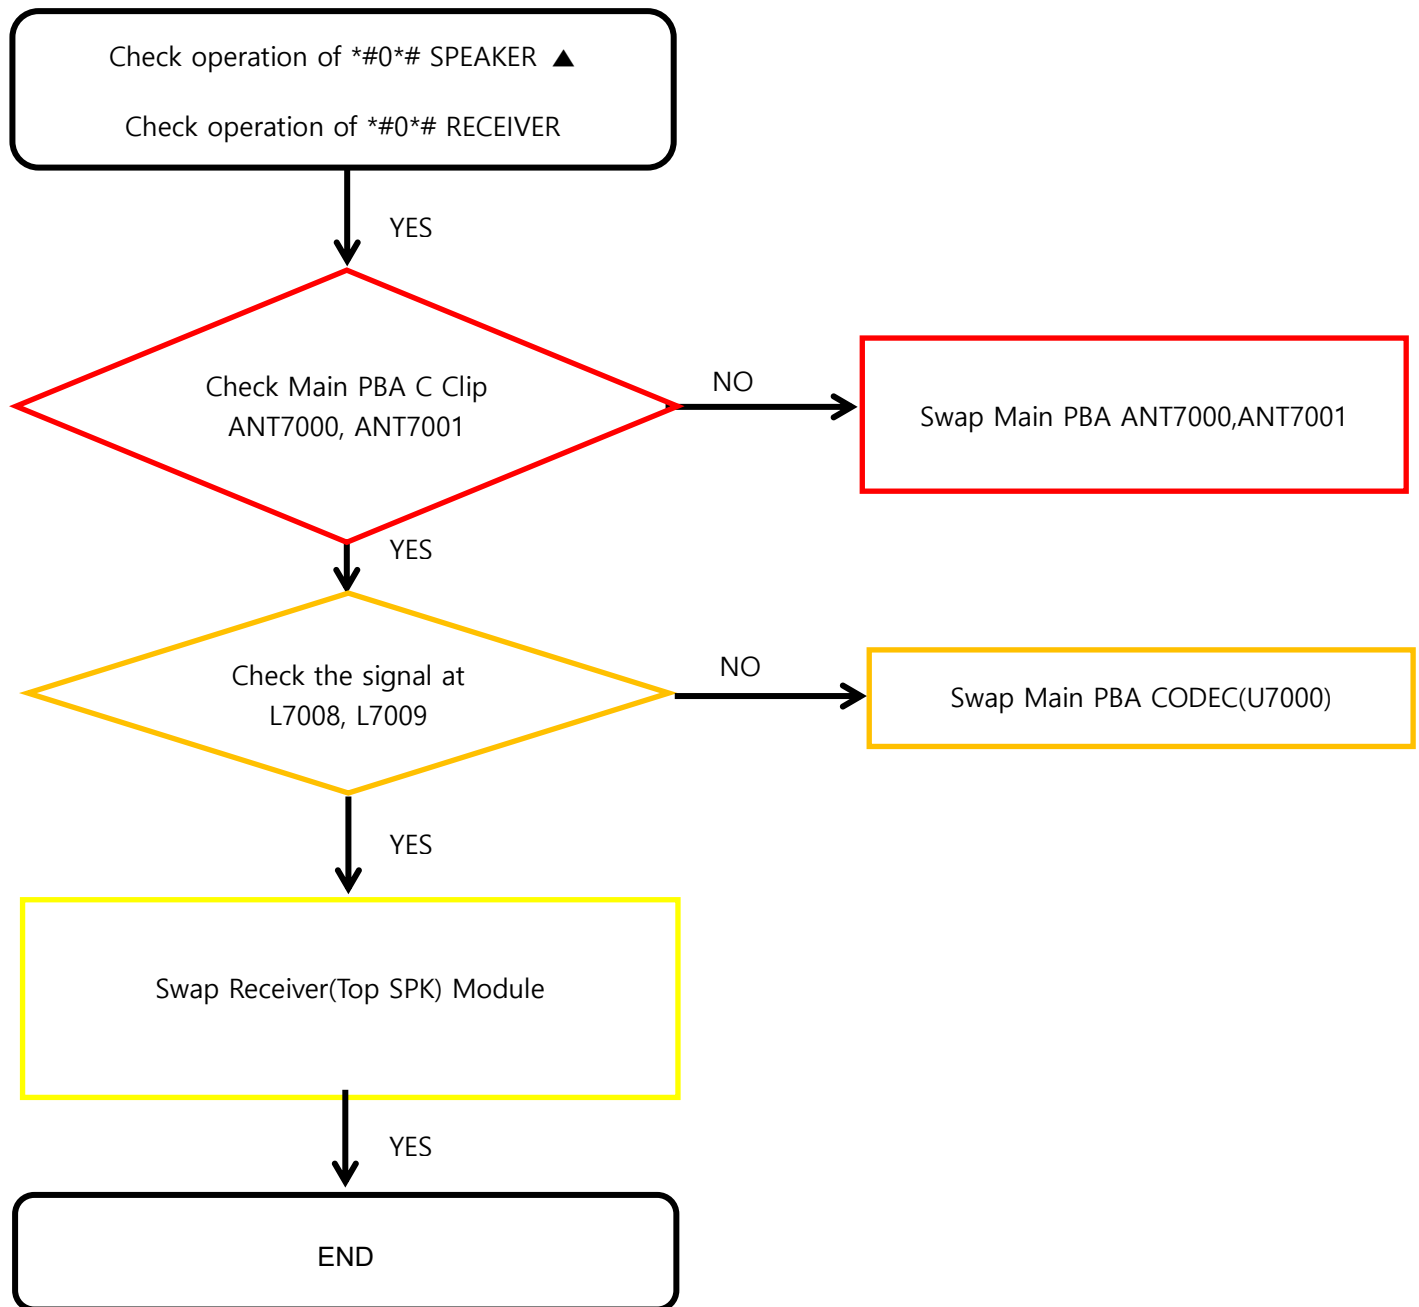 Check operation of *#0*# SPEAKER ▲
Check operation of *#0*# RECEIVER
YES
Check Main PBA C Clip
ANT7000, ANT7001
NO
Swap Main PBA ANT7000,ANT7001
YES
Check the signal at
L7008, L7009
NO
Swap Main PBA CODEC(U7000)
YES
Swap Receiver(Top SPK) Module
YES
END